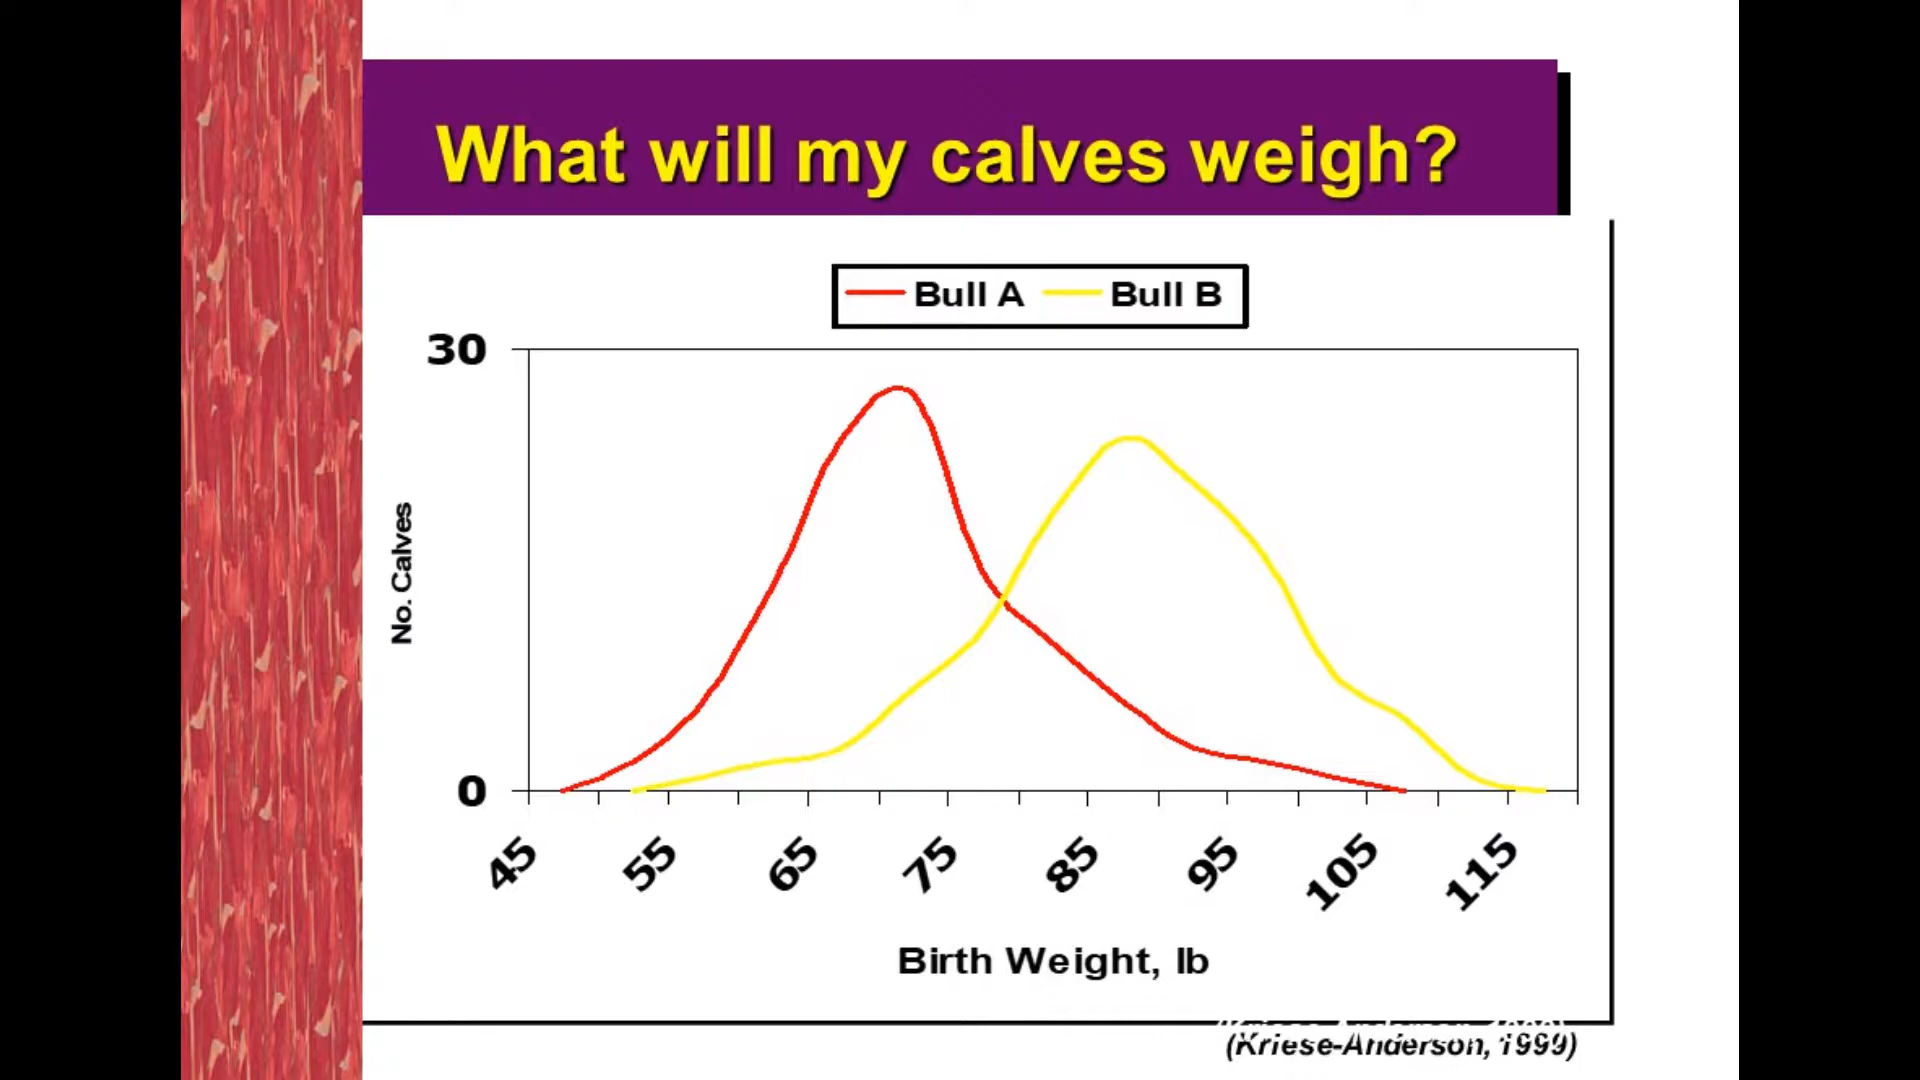 What will my calves weigh?
Bull A Bull B
30
No. Calves
0
45 55 65 75 85 95 105 115
Birth Weight, lb
(Kriese-Anderson, 1999)